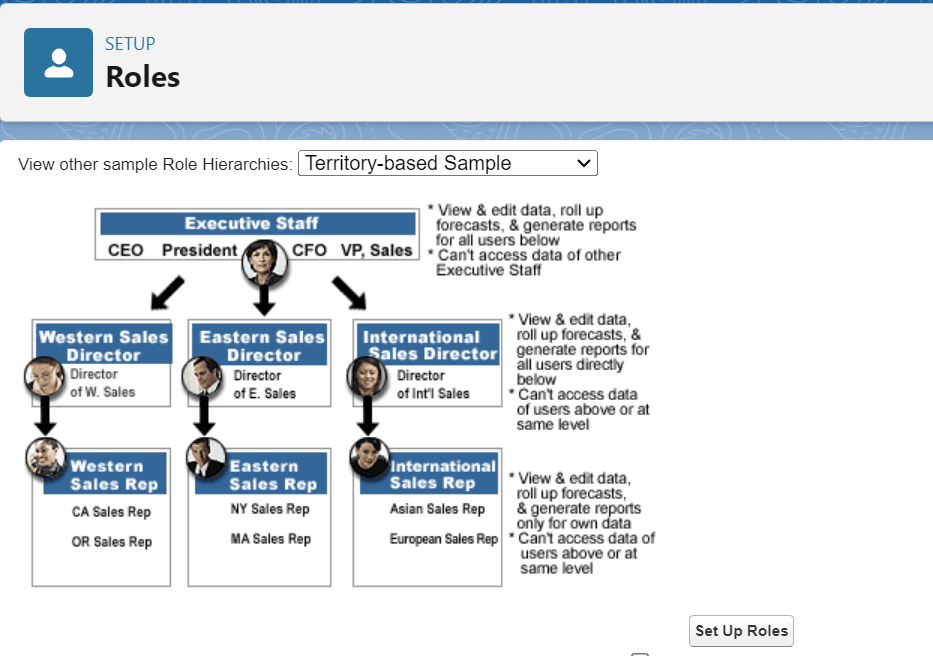 SETUP
Roles
View other sample Role Hierarchies: Territory-based Sample
Executive Staff
CEO President CFO VP, Sales
* View & edit data, roll up
forecasts, & generate reports
for all users below
* Can't access data of other
Executive Staff
Western Sales
Director
Director
of W. Sales
Eastern Sales
Director
Director
of E. Sales
International
Sales Director
Director
of Int'l Sales
* View & edit data,
roll up forecasts, &
generate reports for
all users directly
below
* Can't access data
of users above or at
same level
Western
Sales Rep
CA Sales Rep
OR Sales Rep
Eastern
Sales Rep
NY Sales Rep
MA Sales Rep
International
Sales Rep
Asian Sales Rep
European Sales Rep
* View & edit data,
roll up forecasts,
& generate reports
only for own data
* Can't access data of
users above or at
same level
Set Up Roles